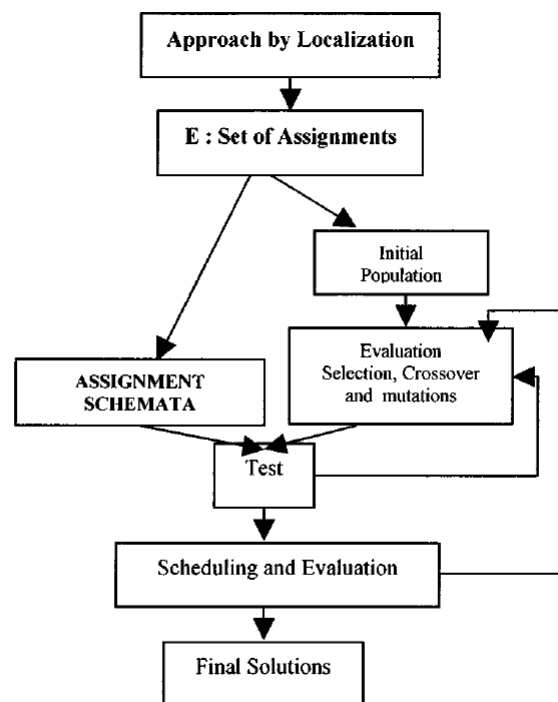 Approach by Localization
E : Set of Assignments
Initial
Population
Evaluation
Selection, Crossover
and mutations
ASSIGNMENT
SCHEMATA
Test
Scheduling and Evaluation
Final Solutions